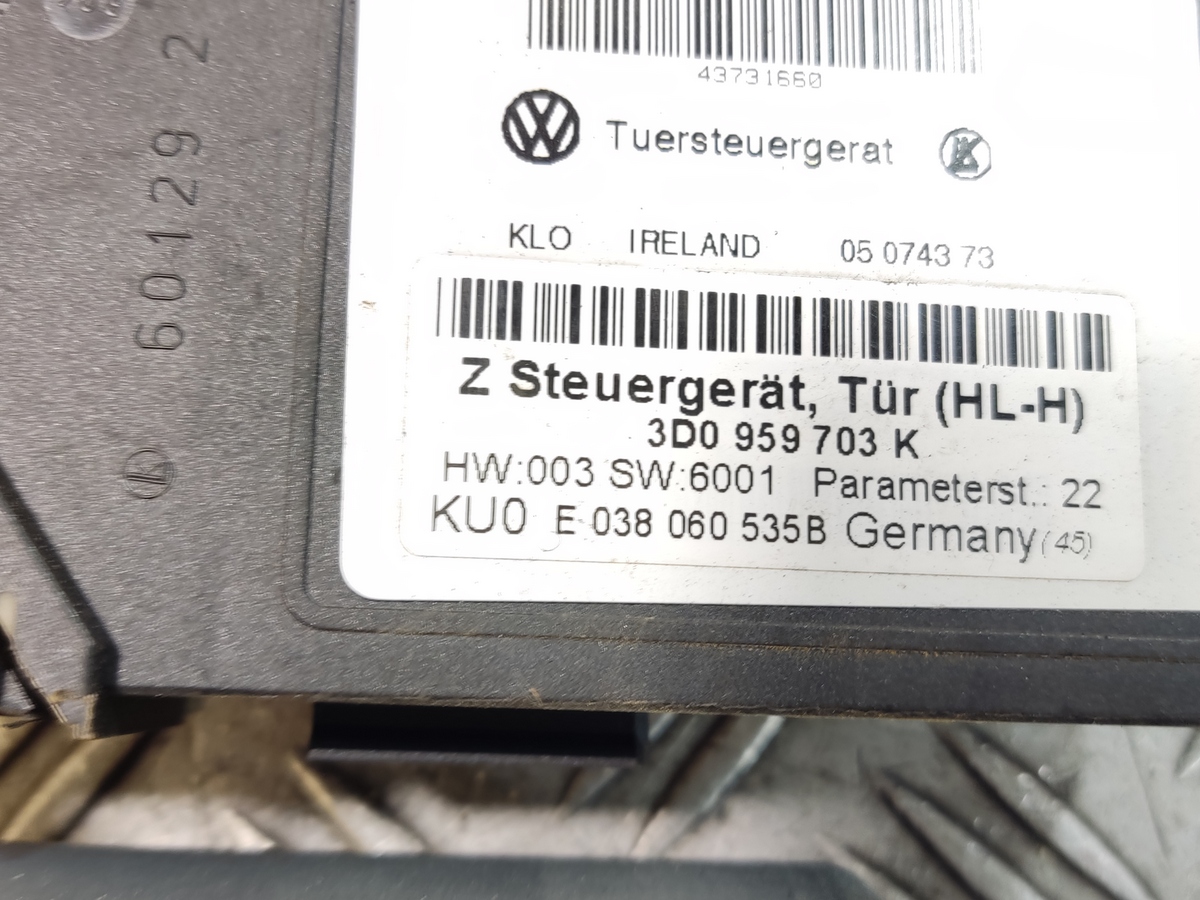 43731660
Tuersteuergerat
KLO IRELAND 05 0743 73
Z Steuergerät, Tür (HL-H)
3D0 959 703 K
HW:003 SW:6001 Parameterst.: 22
KU0 E 038 060 535B Germany (45)
60129 2